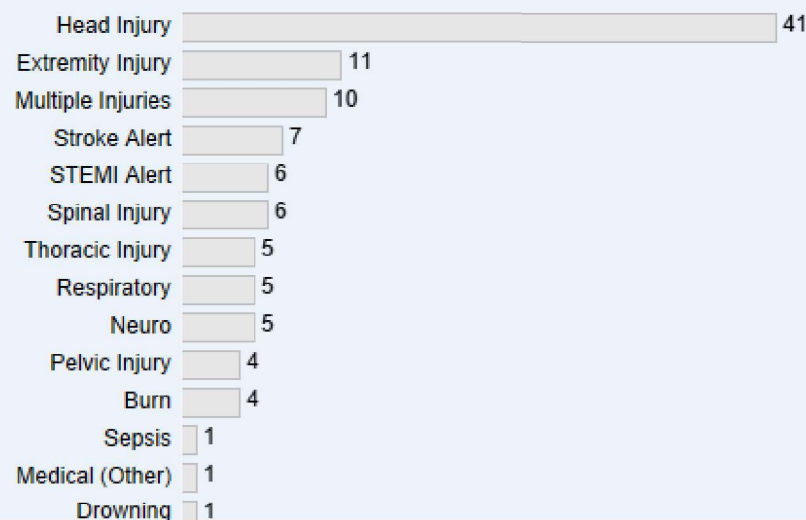 Head Injury 41
Extremity Injury 11
Multiple Injuries 10
Stroke Alert 7
STEMI Alert 6
Spinal Injury 6
Thoracic Injury 5
Respiratory 5
Neuro 5
Pelvic Injury 4
Burn 4
Sepsis 1
Medical (Other) 1
Drowning 1